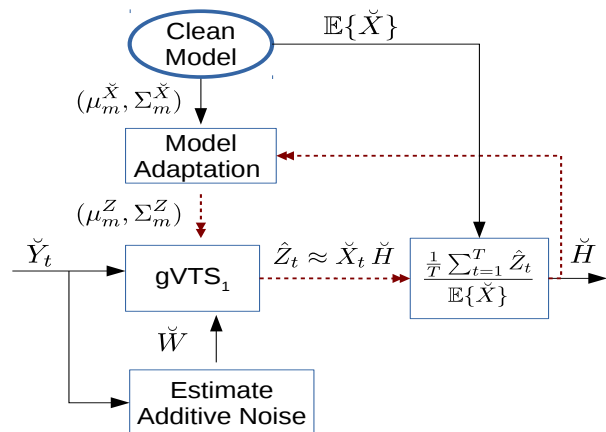 Clean
Model
𝔼{X̆}
(μ_m^X̆, Σ_m^X̆)
Model
Adaptation
(μ_m^Z, Σ_m^Z)
Y̆_t
gVTS₁
Ẑ_t ≈ X̆_t H̆
1/T ∑_{t=1}^T Ẑ_t
𝔼{X̆}
H̆
W̆
Estimate
Additive Noise